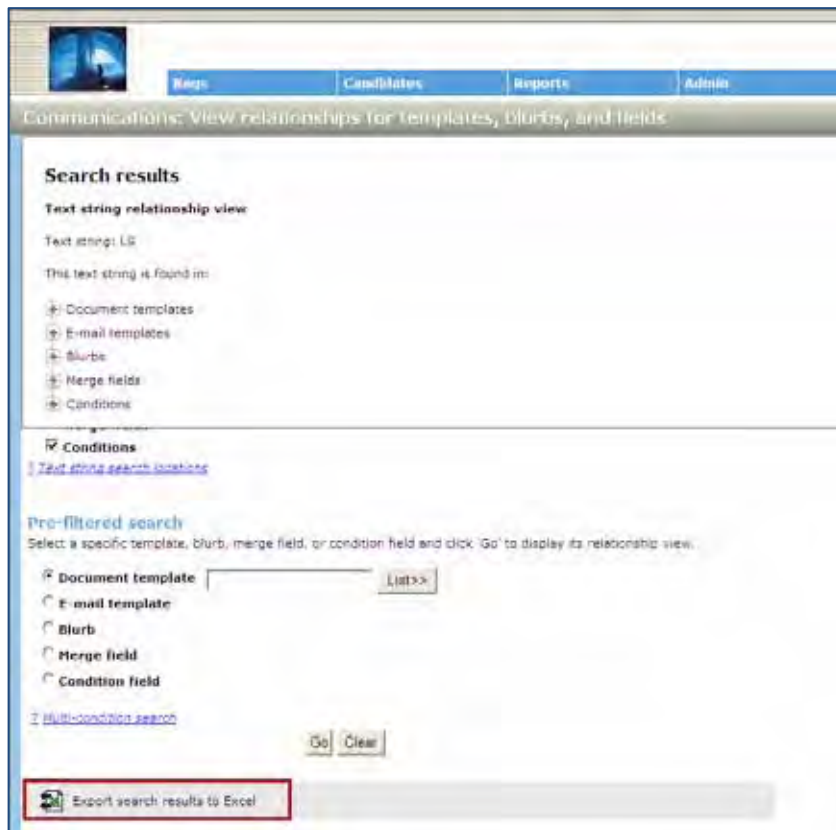 Reqs Candidates Reports Admin
Communications: View relationships for templates, blurbs, and fields
Search results
Text string relationship view
Text string: LG
This text string is found in:
Document templates
E-mail templates
Blurbs
Merge fields
Conditions
Conditions
? Text string search locations
Pre-filtered search
Select a specific template, blurb, merge field, or condition field and click 'Go' to display its relationship view.
Document template List>>
E-mail template
Blurb
Merge field
Condition field
? Multi-condition search
Go Clear
Export search results to Excel